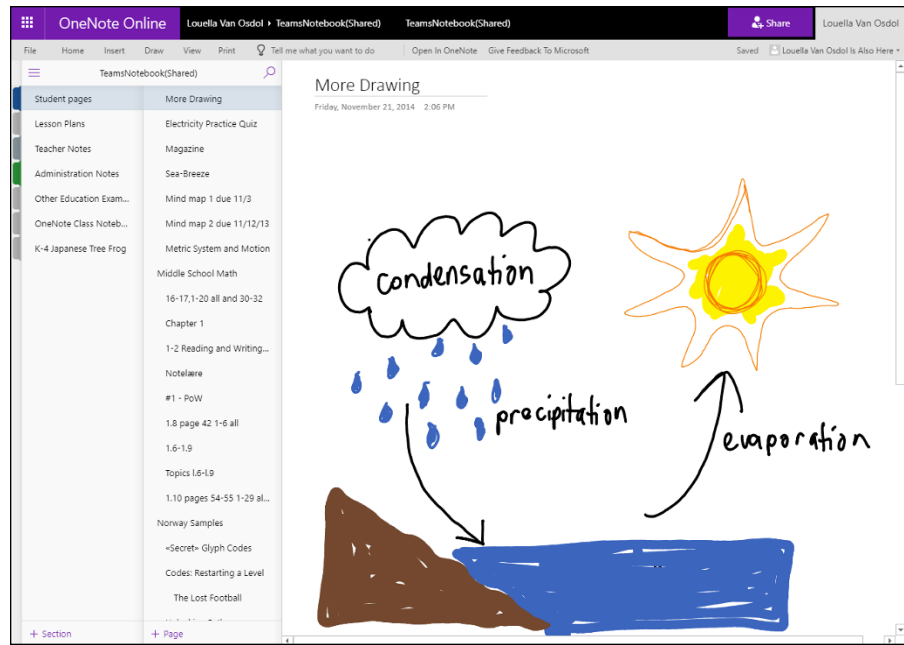 OneNote Online
Louella Van Osdol ▸ TeamsNotebook(Shared)
TeamsNotebook(Shared)
Share
Louella Van Osdol
File Home Insert Draw View Print Tell me what you want to do Open In OneNote Give Feedback To Microsoft Saved Louella Van Osdol Is Also Here
TeamsNotebook(Shared)
Student pages
Lesson Plans
Teacher Notes
Administration Notes
Other Education Exam...
OneNote Class Noteb...
K-4 Japanese Tree Frog
+ Section
More Drawing
Electricity Practice Quiz
Magazine
Sea-Breeze
Mind map 1 due 11/3
Mind map 2 due 11/12/13
Metric System and Motion
Middle School Math
16-17,1-20 all and 30-32
Chapter 1
1-2 Reading and Writing...
Notelære
#1 - PoW
1.8 page 42 1-6 all
1.6-1.9
Topics l.6-l.9
1.10 pages 54-55 1-29 al...
Norway Samples
«Secret» Glyph Codes
Codes: Restarting a Level
The Lost Football
+ Page
More Drawing
Friday, November 21, 2014 2:06 PM
condensation
precipitation
evaporation